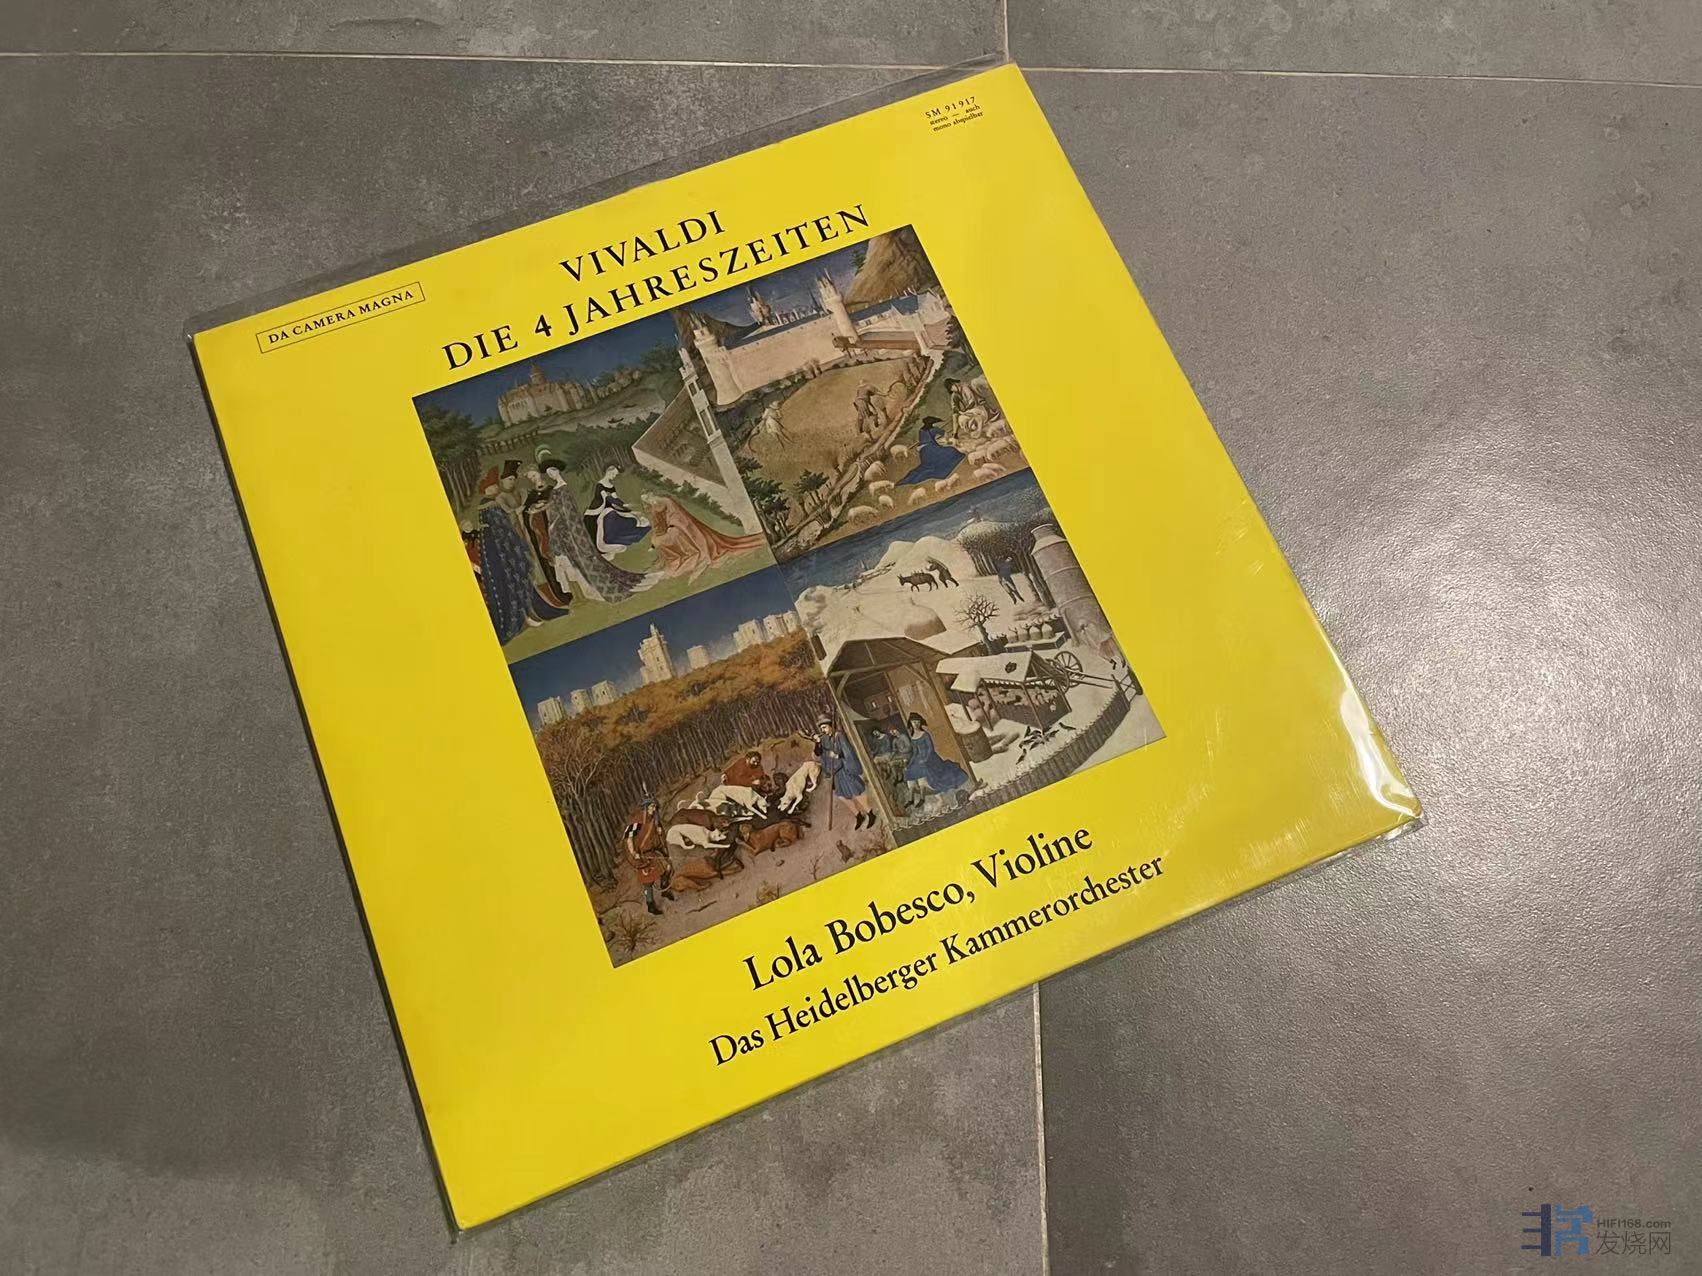 SM 91917
stereo — auch
mono abspielbar
DA CAMERA MAGNA
VIVALDI
DIE 4 JAHRESZEITEN
Lola Bobesco, Violine
Das Heidelberger Kammerorchester
HIFI168.com
发烧网